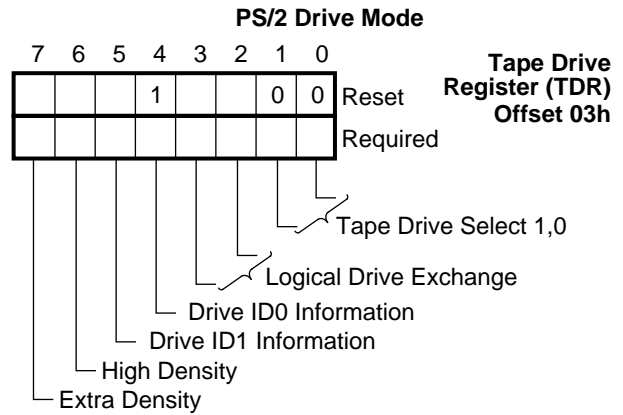 PS/2 Drive Mode
7 6 5 4 3 2 1 0
Tape Drive
Register (TDR)
Offset 03h
1 0 0 Reset
Required
Tape Drive Select 1,0
Logical Drive Exchange
Drive ID0 Information
Drive ID1 Information
High Density
Extra Density